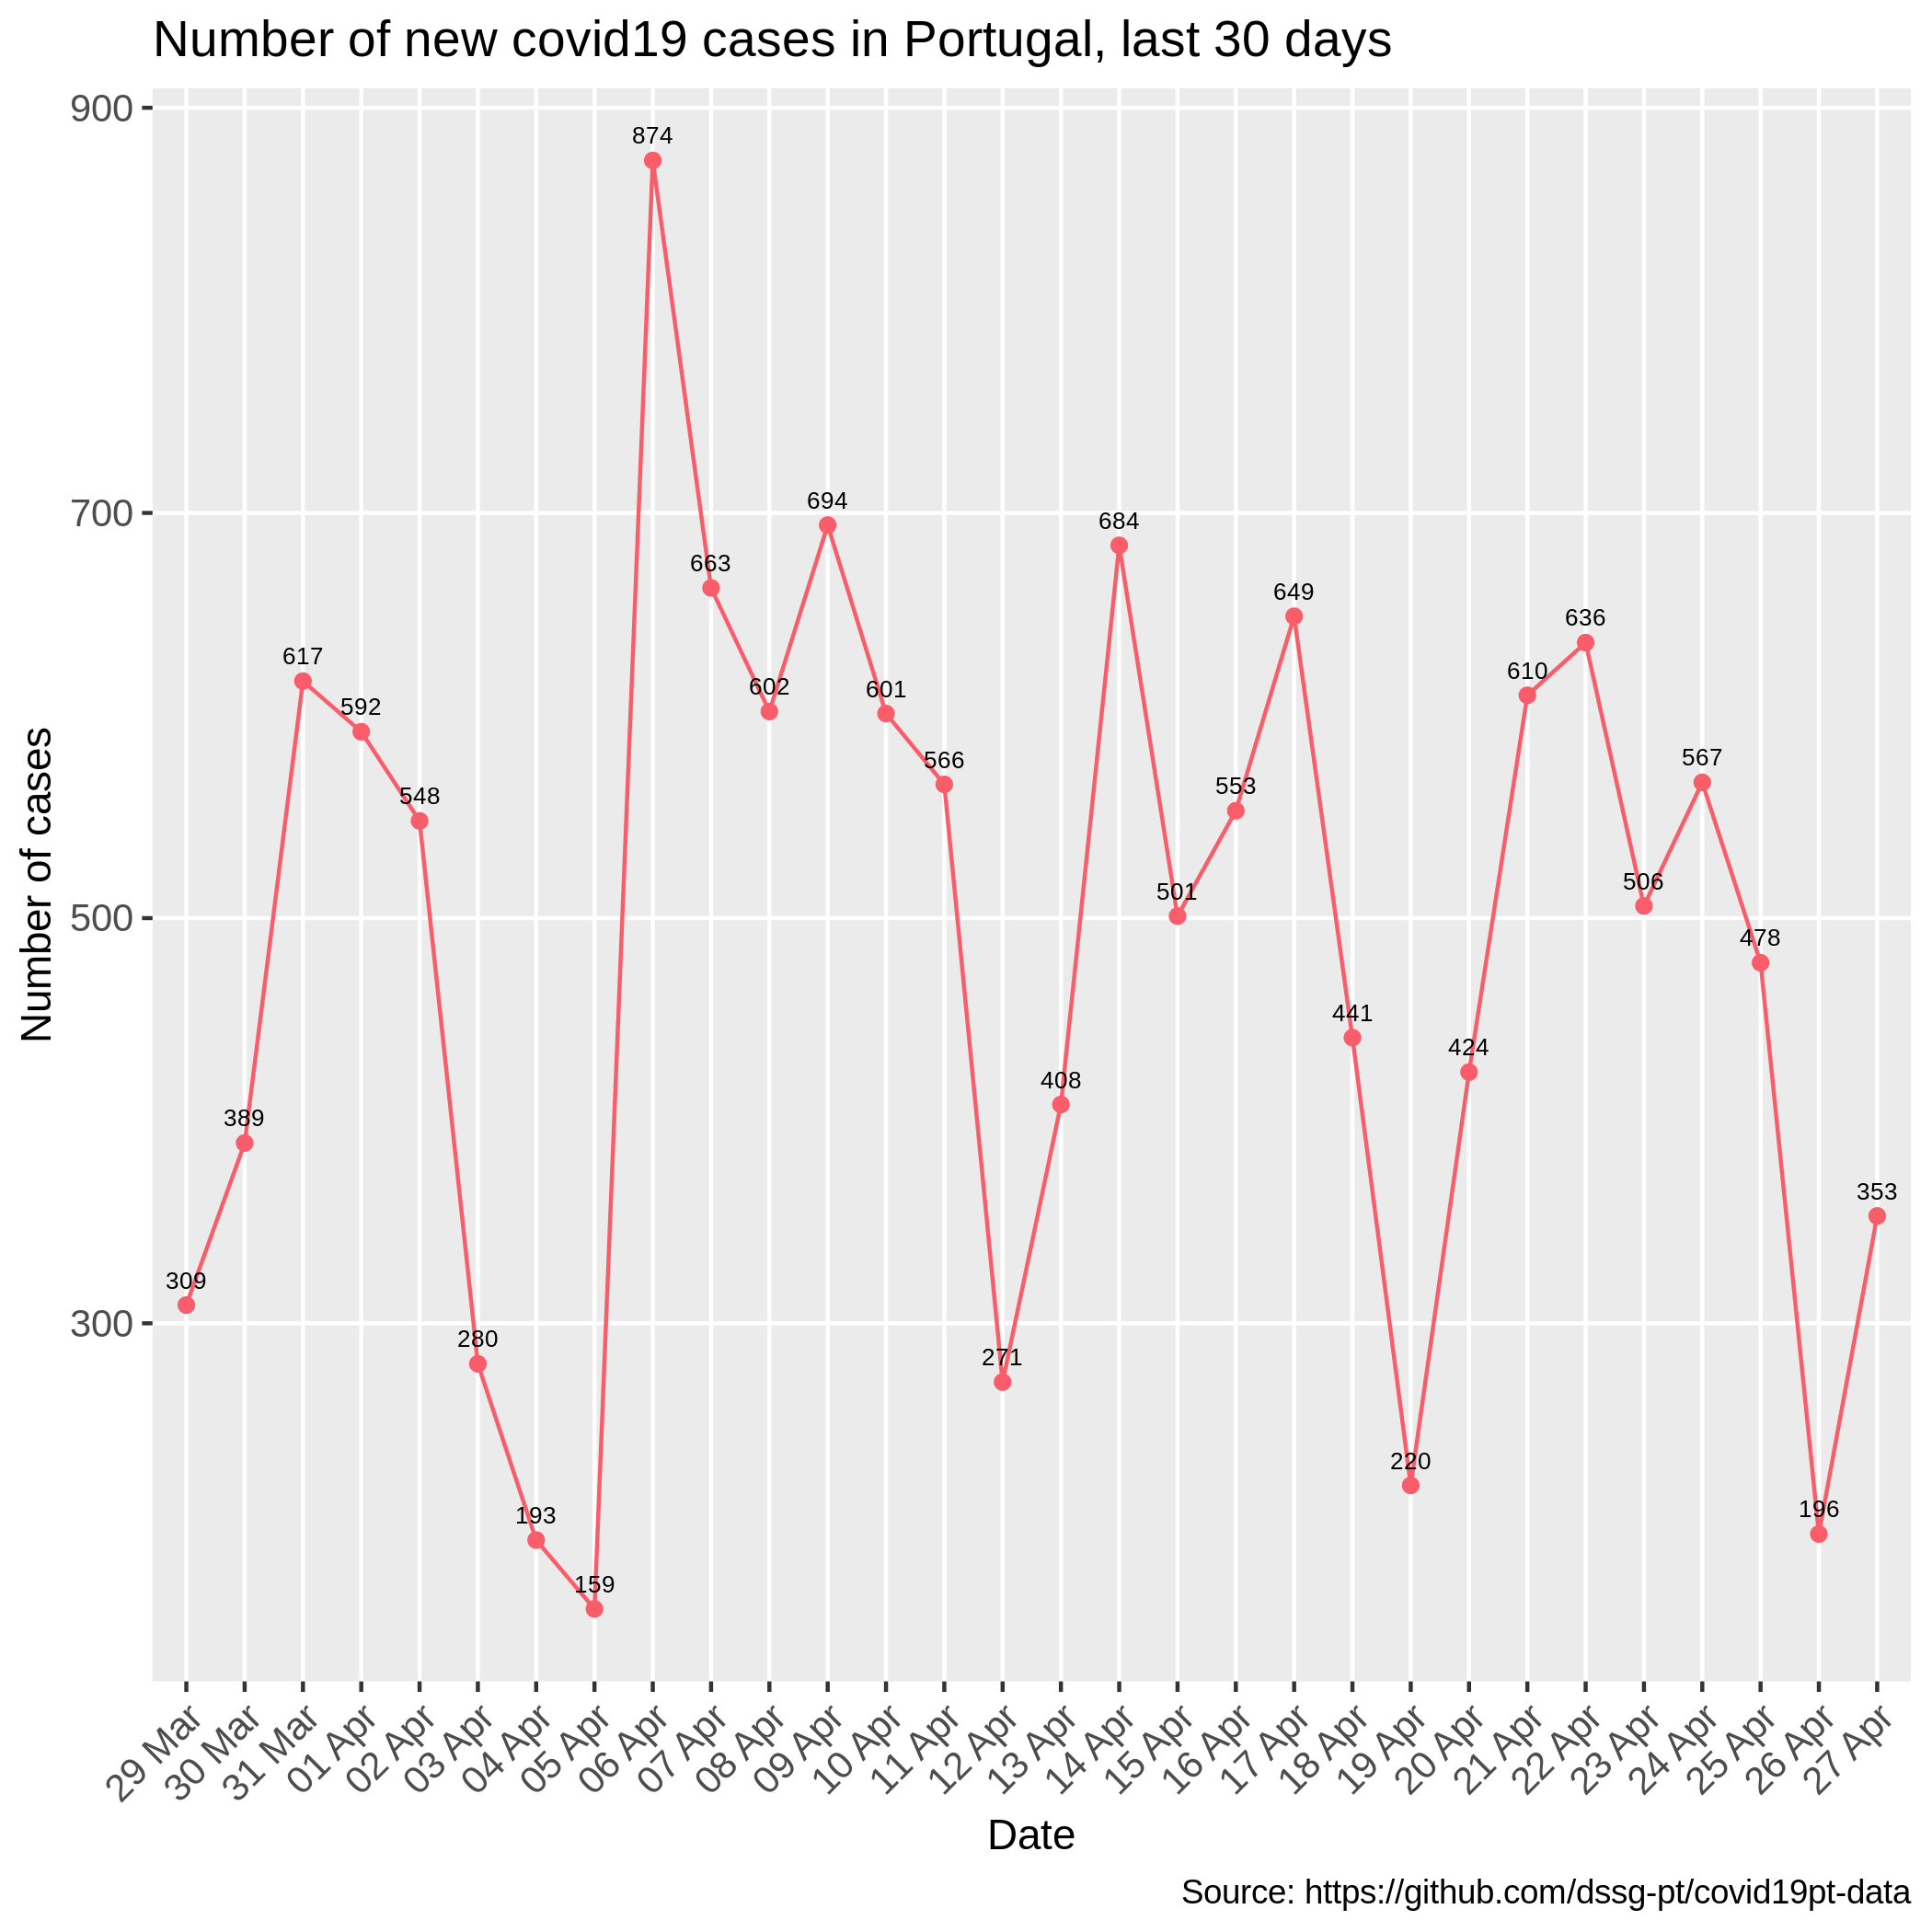 Number of new covid19 cases in Portugal, last 30 days
900
700
500
300
Number of cases
309
389
617
592
548
280
193
159
874
663
602
694
601
566
271
408
684
501
553
649
441
220
424
610
636
506
567
478
196
353
29 Mar
30 Mar
31 Mar
01 Apr
02 Apr
03 Apr
04 Apr
05 Apr
06 Apr
07 Apr
08 Apr
09 Apr
10 Apr
11 Apr
12 Apr
13 Apr
14 Apr
15 Apr
16 Apr
17 Apr
18 Apr
19 Apr
20 Apr
21 Apr
22 Apr
23 Apr
24 Apr
25 Apr
26 Apr
27 Apr
Date
Source: https://github.com/dssg-pt/covid19pt-data